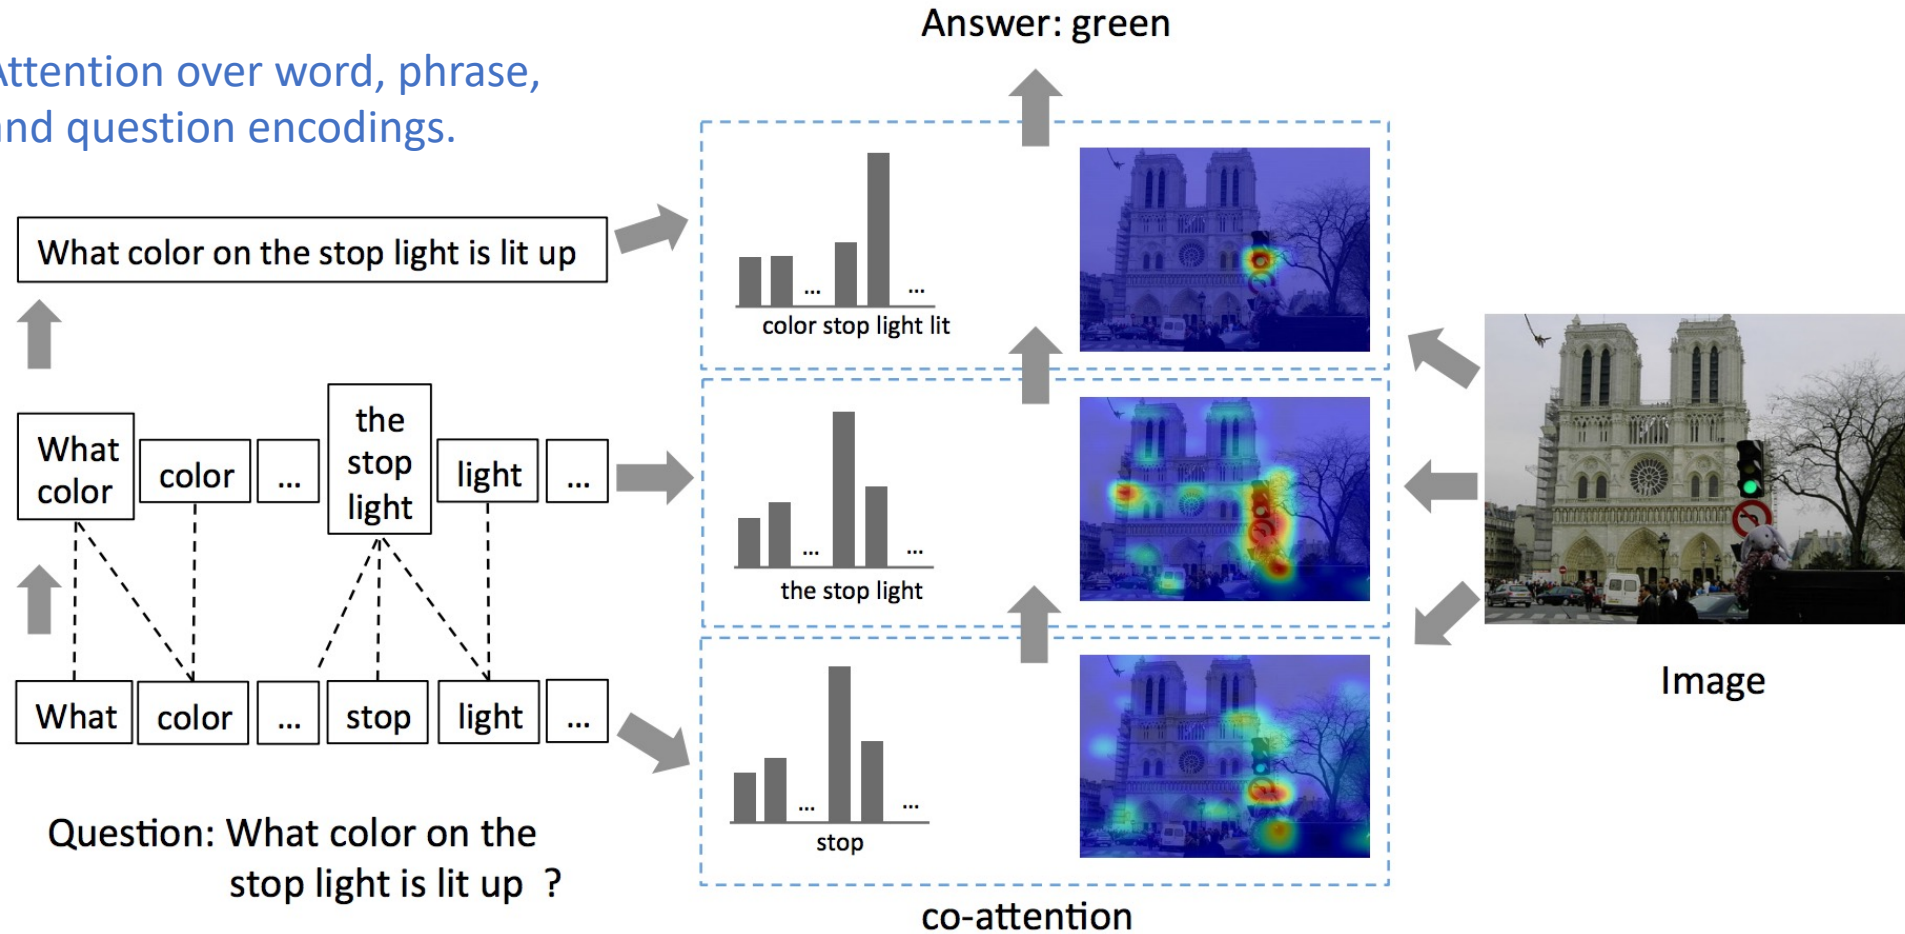 Answer: green
Attention over word, phrase,
and question encodings.
What color on the stop light is lit up
...
...
color stop light lit
What
color
color
...
the
stop
light
light
...
...
...
the stop light
What
color
...
stop
light
...
...
...
stop
Image
Question: What color on the
stop light is lit up ?
co-attention